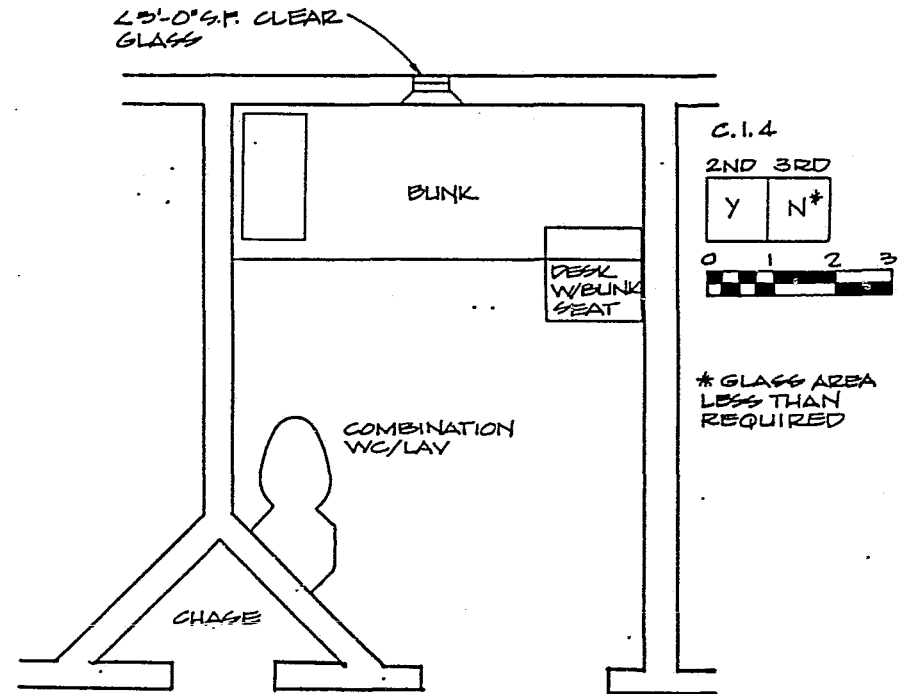 <3'-0" S.F. CLEAR
GLASS
C.1.4
2ND 3RD
Y N*
BUNK
0 1 2 3
DESK
W/BUNK
SEAT
* GLASS AREA
LESS THAN
REQUIRED
COMBINATION
WC/LAV
CHASE